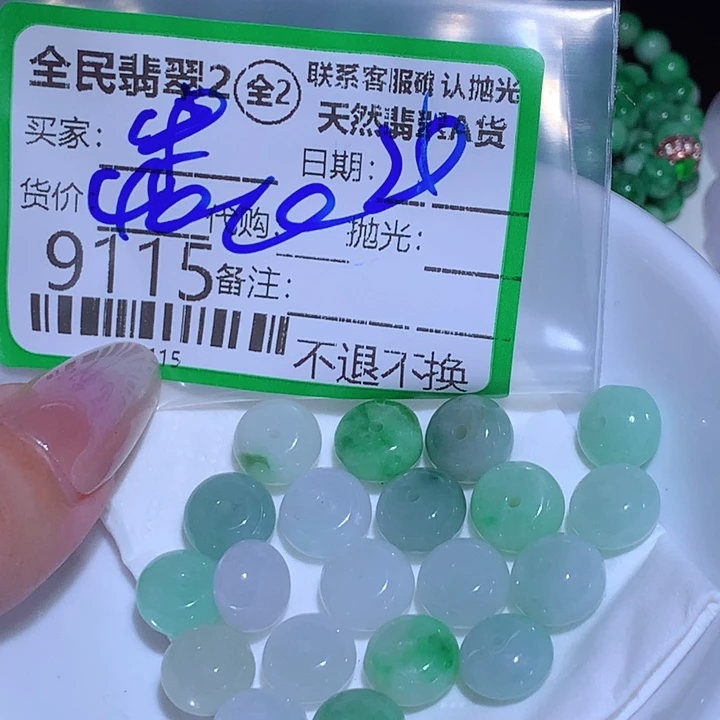 全民翡翠2 全2 联系客服确认抛光
天然翡翠A货
买家: 日期:
货价: 代购: 抛光:
9115 备注:
不退不换